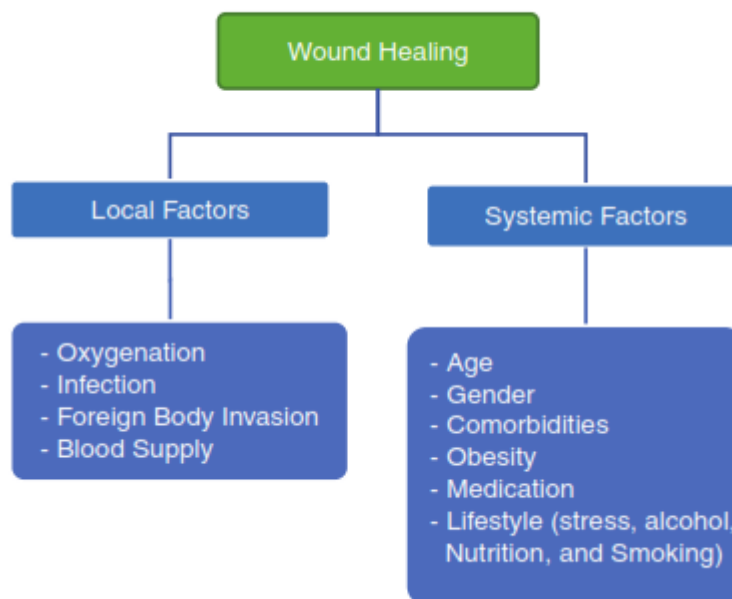 Wound Healing
Local Factors
Systemic Factors
- Oxygenation
- Infection
- Foreign Body Invasion
- Blood Supply
- Age
- Gender
- Comorbidities
- Obesity
- Medication
- Lifestyle (stress, alcohol,
Nutrition, and Smoking)